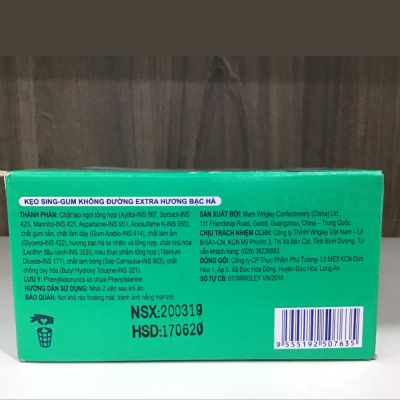 KẸO SING-GUM KHÔNG ĐƯỜNG EXTRA HƯƠNG BẠC HÀ
THÀNH PHẦN: Chất tạo ngọt tổng hợp (Xylitol-INS 967, Sorbitol-INS
420, Mannitol-INS 421, Aspartame-INS 951, Acesulfame K-INS 950),
chất gum nền, chất làm dày (Gum Arabic-INS 414), chất làm ẩm
(Glycerol-INS 422), hương bạc hà tự nhiên và tổng hợp, chất nhũ hóa
(Lecithin Đậu nành-INS 322i), màu thực phẩm tổng hợp (Titanium
Dioxide-INS 171), chất làm bóng (Sáp Carnauba-INS 903), chất
chống oxy hóa (Butyl Hydroxy Toluene-INS 321).
LƯU Ý: Phenylketonurics có chứa Phenylalanine.
HƯỚNG DẪN SỬ DỤNG: Nhai 2 viên sau khi ăn.
BẢO QUẢN: Nơi khô ráo thoáng mát, tránh ánh nắng mặt trời
NSX:200319
HSD:170620
SẢN XUẤT BỞI: Mars Wrigley Confectionery (China) Ltd.,
111 Friendship Road, Getdd, Guangzhou, China – Trung Quốc.
CHỊU TRÁCH NHIỆM CLHH: Công ty TNHH Wrigley Việt Nam – Lô
B-5A1-CN, KCN Mỹ Phước 3, Thị Xã Bến Cát, Tỉnh Bình Dương. Tư
vấn khách hàng: (028) 38236882
ĐÓNG GÓI: Công ty CP Thực Phẩm Phú Tường- Lô ME3 KCN Đức
Hòa 1, Ấp 5, Xã Đức Hòa Đông, Huyện Đức Hòa, Long An.
SỐ TỰ CB: 01/WRIGLEY VN/2018
9 555192 507635